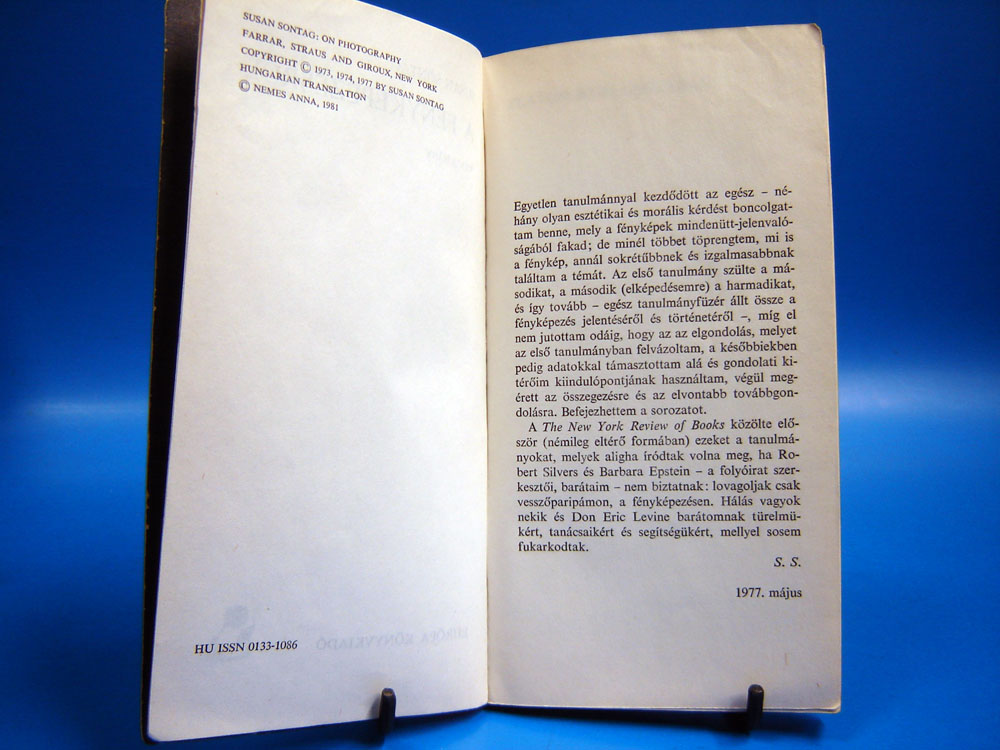 SUSAN SONTAG: ON PHOTOGRAPHY
FARRAR, STRAUS AND GIROUX, NEW YORK
COPYRIGHT © 1973, 1974, 1977 BY SUSAN SONTAG
HUNGARIAN TRANSLATION
© NEMES ANNA, 1981
HU ISSN 0133-1086
Egyetlen tanulmánnyal kezdődött az egész – né-
hány olyan esztétikai és morális kérdést boncolgat-
tam benne, mely a fényképek mindenütt-jelenvaló-
ságából fakad; de minél többet töprengtem, mi is
a fénykép, annál sokrétűbbnek és izgalmasabbnak
találtam a témát. Az első tanulmány szülte a má-
sodikat, a második (elképedésemre) a harmadikat,
és így tovább – egész tanulmányfüzér állt össze a
fényképezés jelentéséről és történetéről –, míg el
nem jutottam odáig, hogy az az elgondolás, melyet
az első tanulmányban felvázoltam, a későbbiekben
pedig adatokkal támasztottam alá és gondolati ki-
térőim kiindulópontjának használtam, végül meg-
érett az összegezésre és az elvontabb továbbgon-
dolásra. Befejezhettem a sorozatot.
A The New York Review of Books közölte elő-
ször (némileg eltérő formában) ezeket a tanulmá-
nyokat, melyek aligha íródtak volna meg, ha Ro-
bert Silvers és Barbara Epstein – a folyóirat szer-
kesztői, barátaim – nem biztatnak: lovagoljak csak
vesszőparipámon, a fényképezésen. Hálás vagyok
nekik és Don Eric Levine barátomnak türelmü-
kért, tanácsaikért és segítségükért, mellyel sosem
fukarkodtak.
S. S.
1977. május